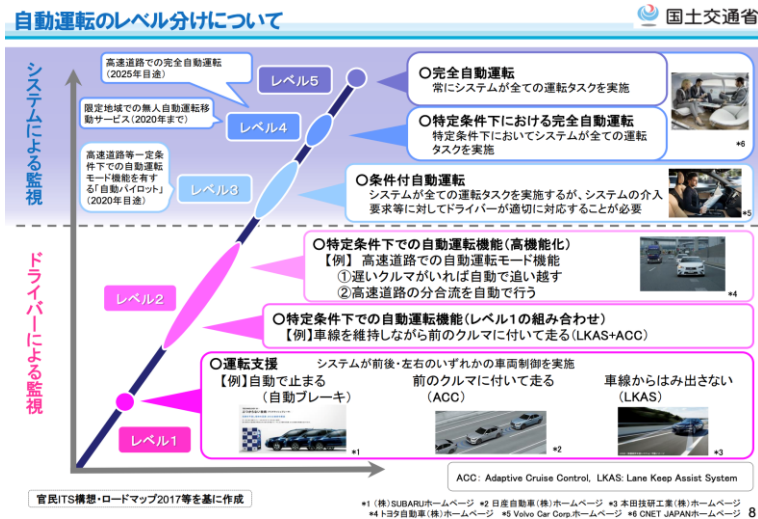 自動運転のレベル分けについて
国土交通省
システムによる監視
ドライバーによる監視
高速道路での完全自動運転
(2025年目途)
限定地域での無人自動運転移
動サービス(2020年まで)
高速道路等一定条
件下での自動運転
モード機能を有す
る「自動パイロット」
(2020年目途)
レベル5
レベル4
レベル3
レベル2
レベル1
○完全自動運転
常にシステムが全ての運転タスクを実施
○特定条件下における完全自動運転
特定条件下においてシステムが全ての運転
タスクを実施
*6
○条件付自動運転
システムが全ての運転タスクを実施するが、システムの介入
要求等に対してドライバーが適切に対応することが必要
*5
○特定条件下での自動運転機能(高機能化)
【例】 高速道路での自動運転モード機能
①遅いクルマがいれば自動で追い越す
②高速道路の分合流を自動で行う
*4
○特定条件下での自動運転機能(レベル1の組み合わせ)
【例】車線を維持しながら前のクルマに付いて走る(LKAS+ACC)
○運転支援 システムが前後・左右のいずれかの車両制御を実施
【例】自動で止まる
(自動ブレーキ)
*1
前のクルマに付いて走る
(ACC)
*2
車線からはみ出さない
(LKAS)
*3
ACC: Adaptive Cruise Control, LKAS: Lane Keep Assist System
官民ITS構想・ロードマップ2017等を基に作成
*1 (株)SUBARUホームページ *2 日産自動車(株)ホームページ *3 本田技研工業(株)ホームページ
*4 トヨタ自動車(株)ホームページ *5 Volvo Car Corp.ホームページ *6 CNET JAPANホームページ
8